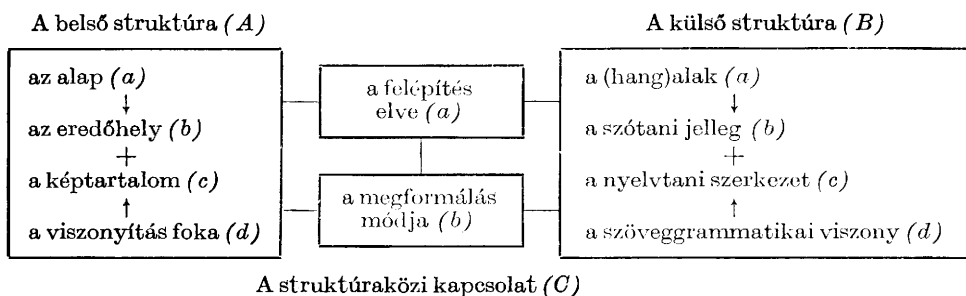 A belső struktúra (A)
az alap (a)
↓
az eredőhely (b)
+
a képtartalom (c)
↑
a viszonyítás foka (d)
a felépítés
elve (a)
a megformálás
módja (b)
A külső struktúra (B)
a (hang)alak (a)
↓
a szótani jelleg (b)
+
a nyelvtani szerkezet (c)
↑
a szöveggrammatikai viszony (d)
A struktúraközi kapcsolat (C)